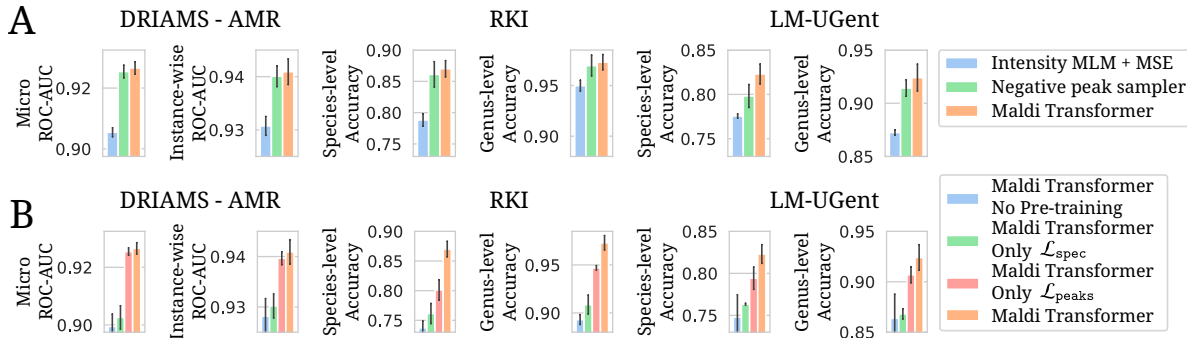 A
DRIAMS - AMR
RKI
LM-UGent
Micro
ROC-AUC
0.92
0.90
Instance-wise
ROC-AUC
0.94
0.93
Species-level
Accuracy
0.90
0.85
0.80
0.75
Genus-level
Accuracy
0.95
0.90
Species-level
Accuracy
0.85
0.80
0.75
Genus-level
Accuracy
0.95
0.90
0.85
Intensity MLM + MSE
Negative peak sampler
Maldi Transformer
B
DRIAMS - AMR
RKI
LM-UGent
Micro
ROC-AUC
0.92
0.90
Instance-wise
ROC-AUC
0.94
0.93
Species-level
Accuracy
0.90
0.85
0.80
0.75
Genus-level
Accuracy
0.95
0.90
Species-level
Accuracy
0.85
0.80
0.75
Genus-level
Accuracy
0.95
0.90
0.85
Maldi Transformer
No Pre-training
Maldi Transformer
Only ℒspec
Maldi Transformer
Only ℒpeaks
Maldi Transformer